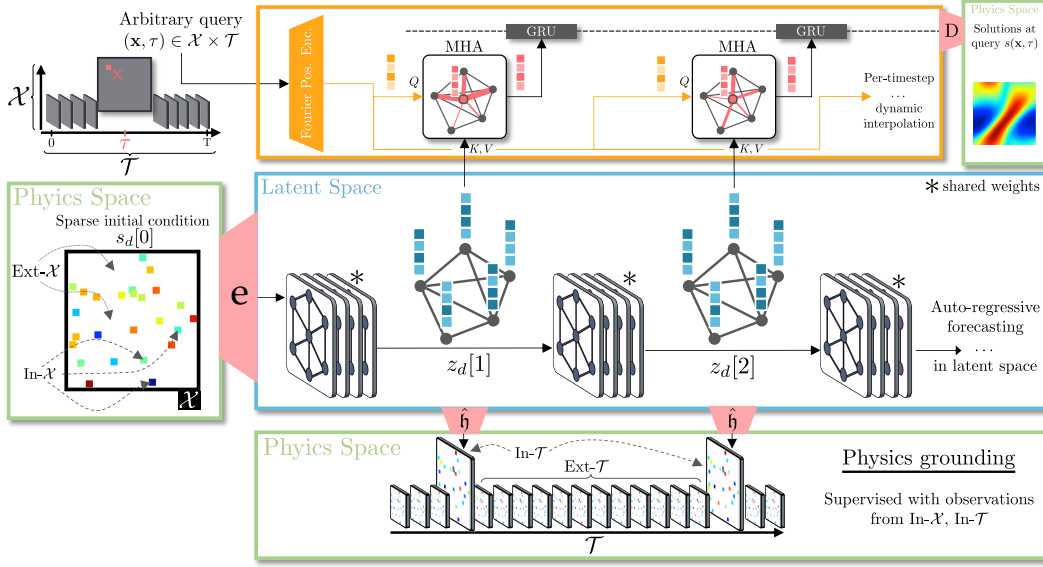 Arbitrary query
(x, τ) ∈ 𝒳 × 𝒯
x
𝒳
0
τ
T
𝒯
Fourier Pos. Enc.
Q
MHA
K, V
GRU
Q
MHA
K, V
GRU
Per-timestep
...
dynamic
interpolation
D
Physics Space
Solutions at
query s(x, τ)
Phyics Space
Sparse initial condition
s_d[0]
Ext-𝒳
In-𝒳
𝒳
e
Latent Space
* shared weights
*
z_d[1]
*
z_d[2]
*
Auto-regressive
forecasting
...
in latent space
𝔥̂
𝔥̂
Physics Space
In-𝒯
Ext-𝒯
𝒯
Physics grounding
Supervised with observations
from In-𝒳, In-𝒯